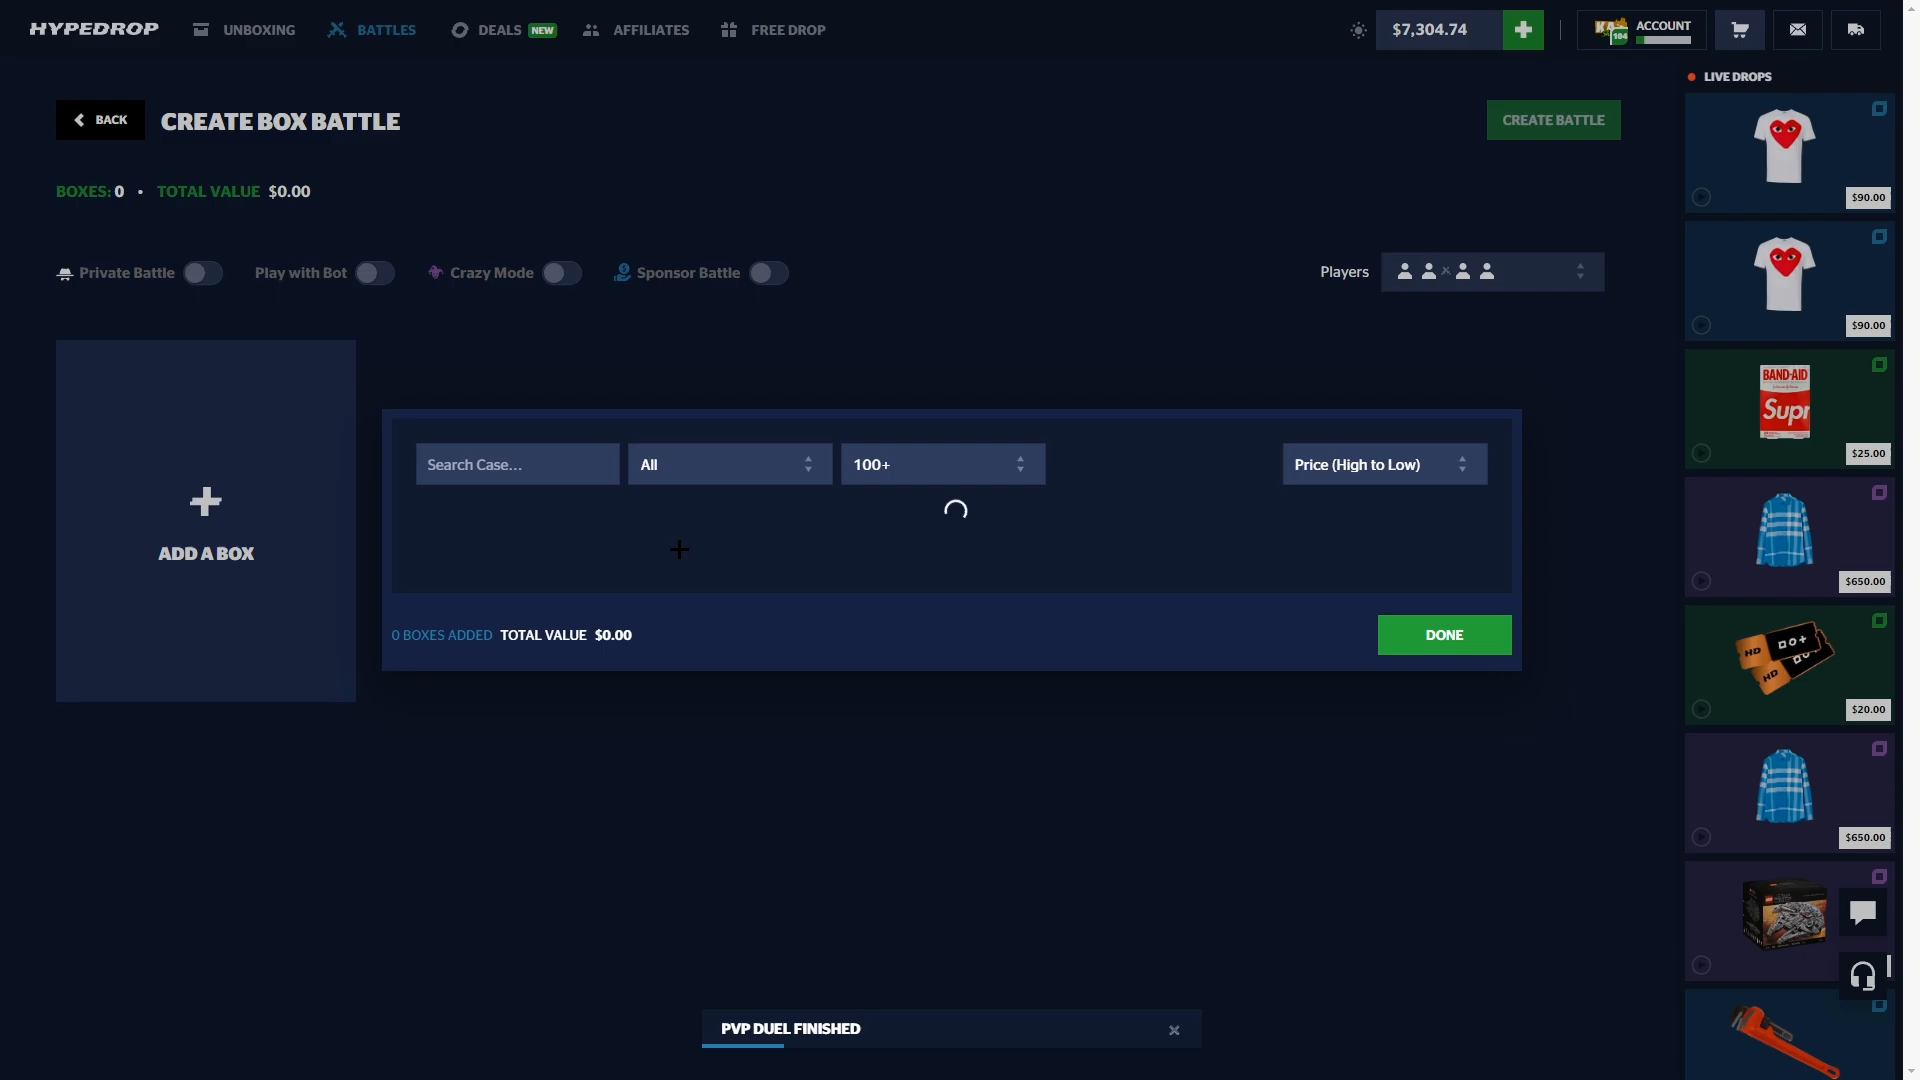 HYPEDROP
UNBOXING
BATTLES
DEALS NEW
AFFILIATES
FREE DROP
$7,304.74
104
ACCOUNT
LIVE DROPS
BACK
CREATE BOX BATTLE
CREATE BATTLE
BOXES: 0 • TOTAL VALUE $0.00
Private Battle
Play with Bot
Crazy Mode
Sponsor Battle
Players
ADD A BOX
Search Case...
All
100+
Price (High to Low)
0 BOXES ADDED TOTAL VALUE $0.00
DONE
$90.00
$90.00
BAND-AID
Supr
$25.00
$650.00
HD
HD
$20.00
$650.00
PVP DUEL FINISHED